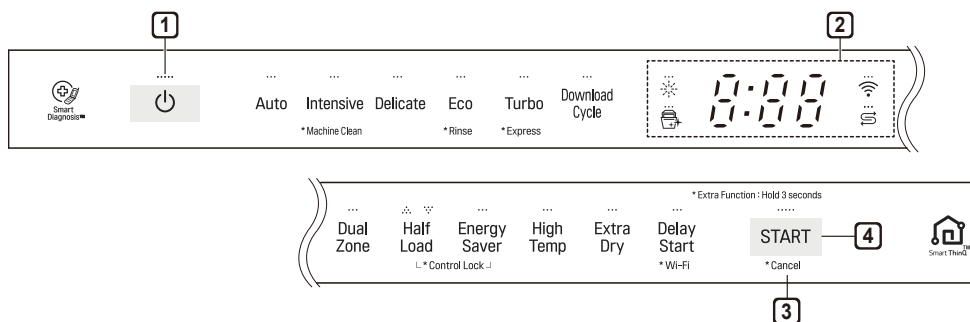 1
2
Smart
Diagnosis™
Auto
Intensive
* Machine Clean
Delicate
Eco
* Rinse
Turbo
* Express
Download
Cycle
8:88
* Extra Function : Hold 3 seconds
Dual
Zone
Half
Load
Energy
Saver
* Control Lock
High
Temp
Extra
Dry
Delay
Start
* Wi-Fi
START
* Cancel
4
Smart ThinQ™
3